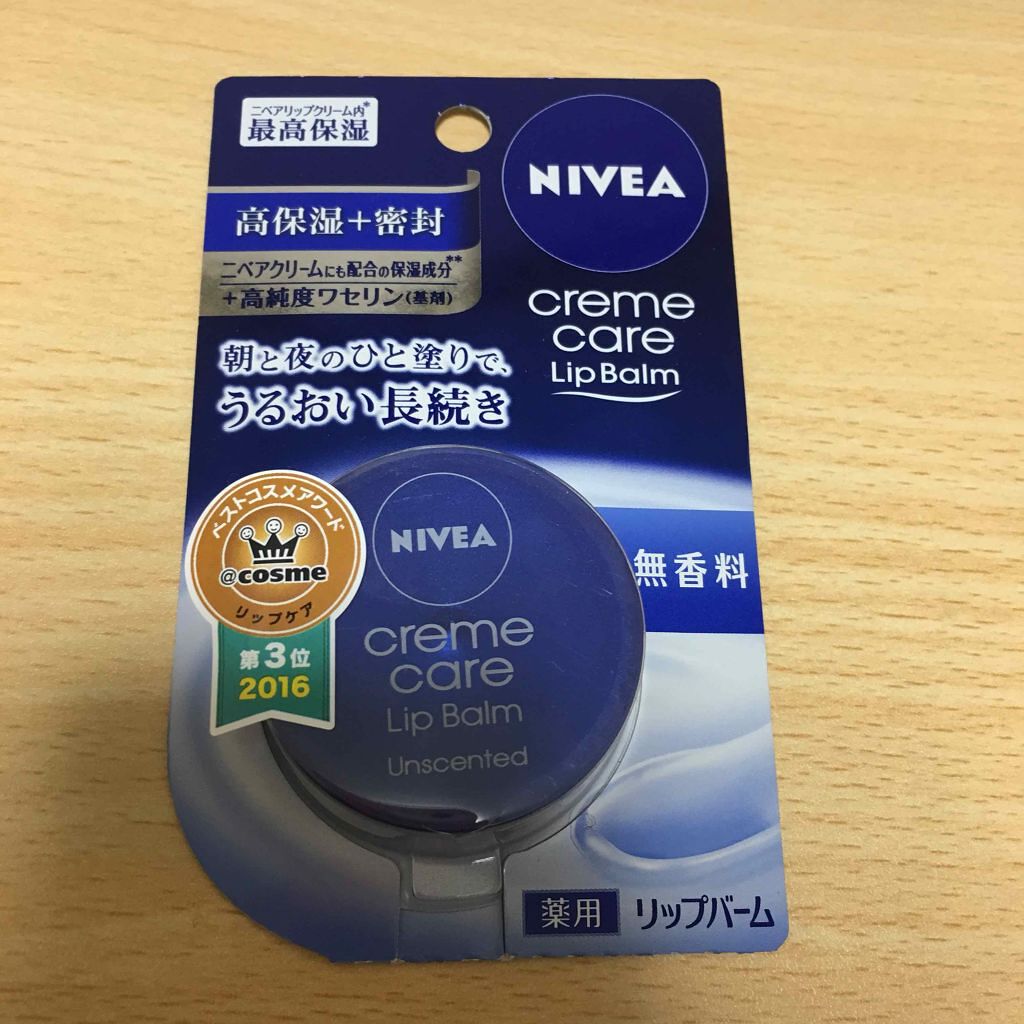 ニベアリップクリーム内*
最高保湿
NIVEA
高保湿+密封
ニベアクリームにも配合の保湿成分**
+高純度ワセリン(基剤)
creme
care
Lip Balm
朝と夜のひと塗りで、
うるおい長続き
ベストコスメアワード
@cosme
リップケア
第3位
2016
NIVEA
creme
care
Lip Balm
Unscented
無香料
薬用 リップバーム